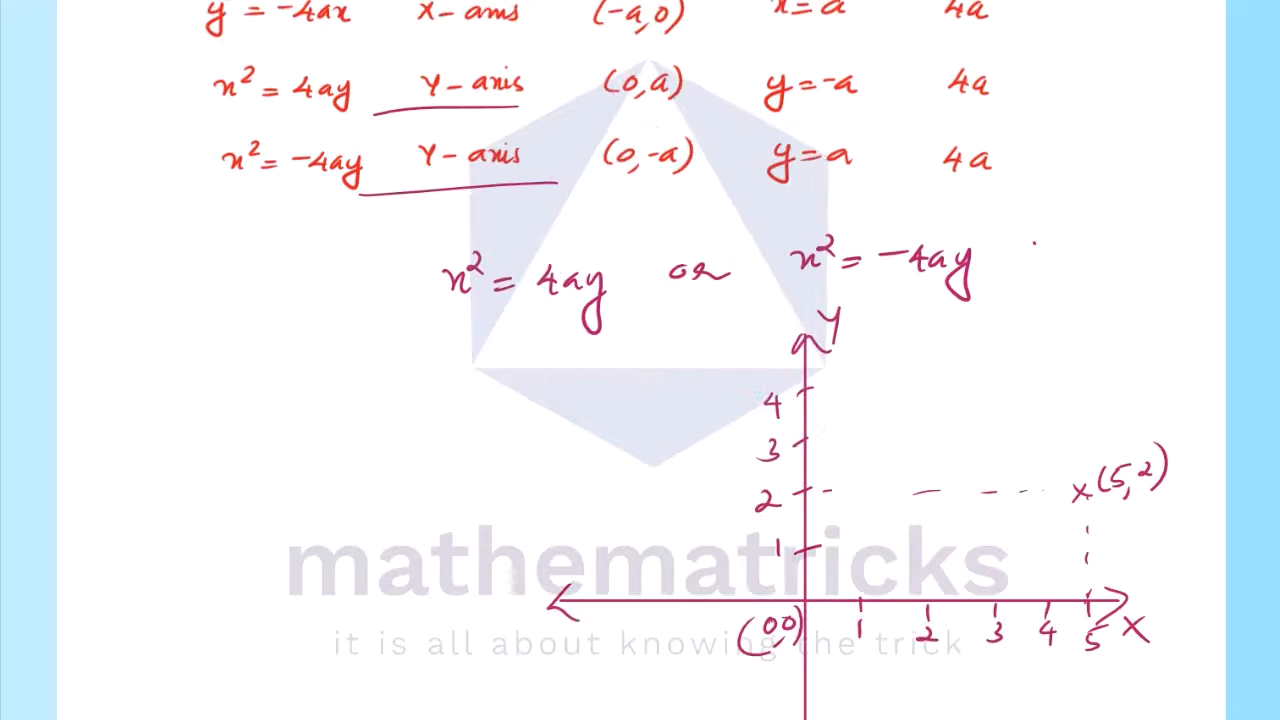 y² = -4ax X-axis (-a,0) x = a 4a
x² = 4ay Y-axis (0,a) y = -a 4a
x² = -4ay Y-axis (0,-a) y = a 4a
x² = 4ay or x² = -4ay
Y
4
3
2 x(5,2)
1
mathematricks
(0,0) 1 2 3 4 5 X
it is all about knowing the trick